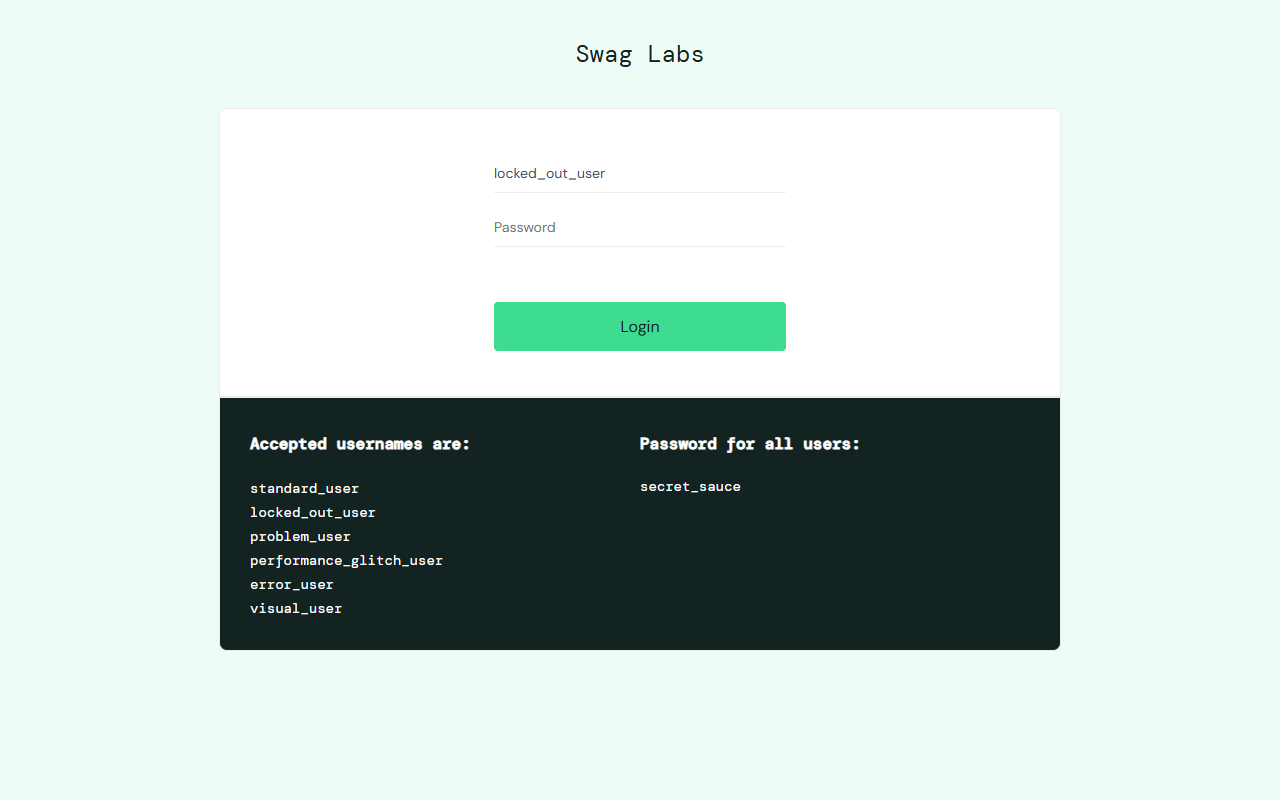 Swag Labs
locked_out_user
Password
Login
Accepted usernames are:
standard_user
locked_out_user
problem_user
performance_glitch_user
error_user
visual_user
Password for all users:
secret_sauce